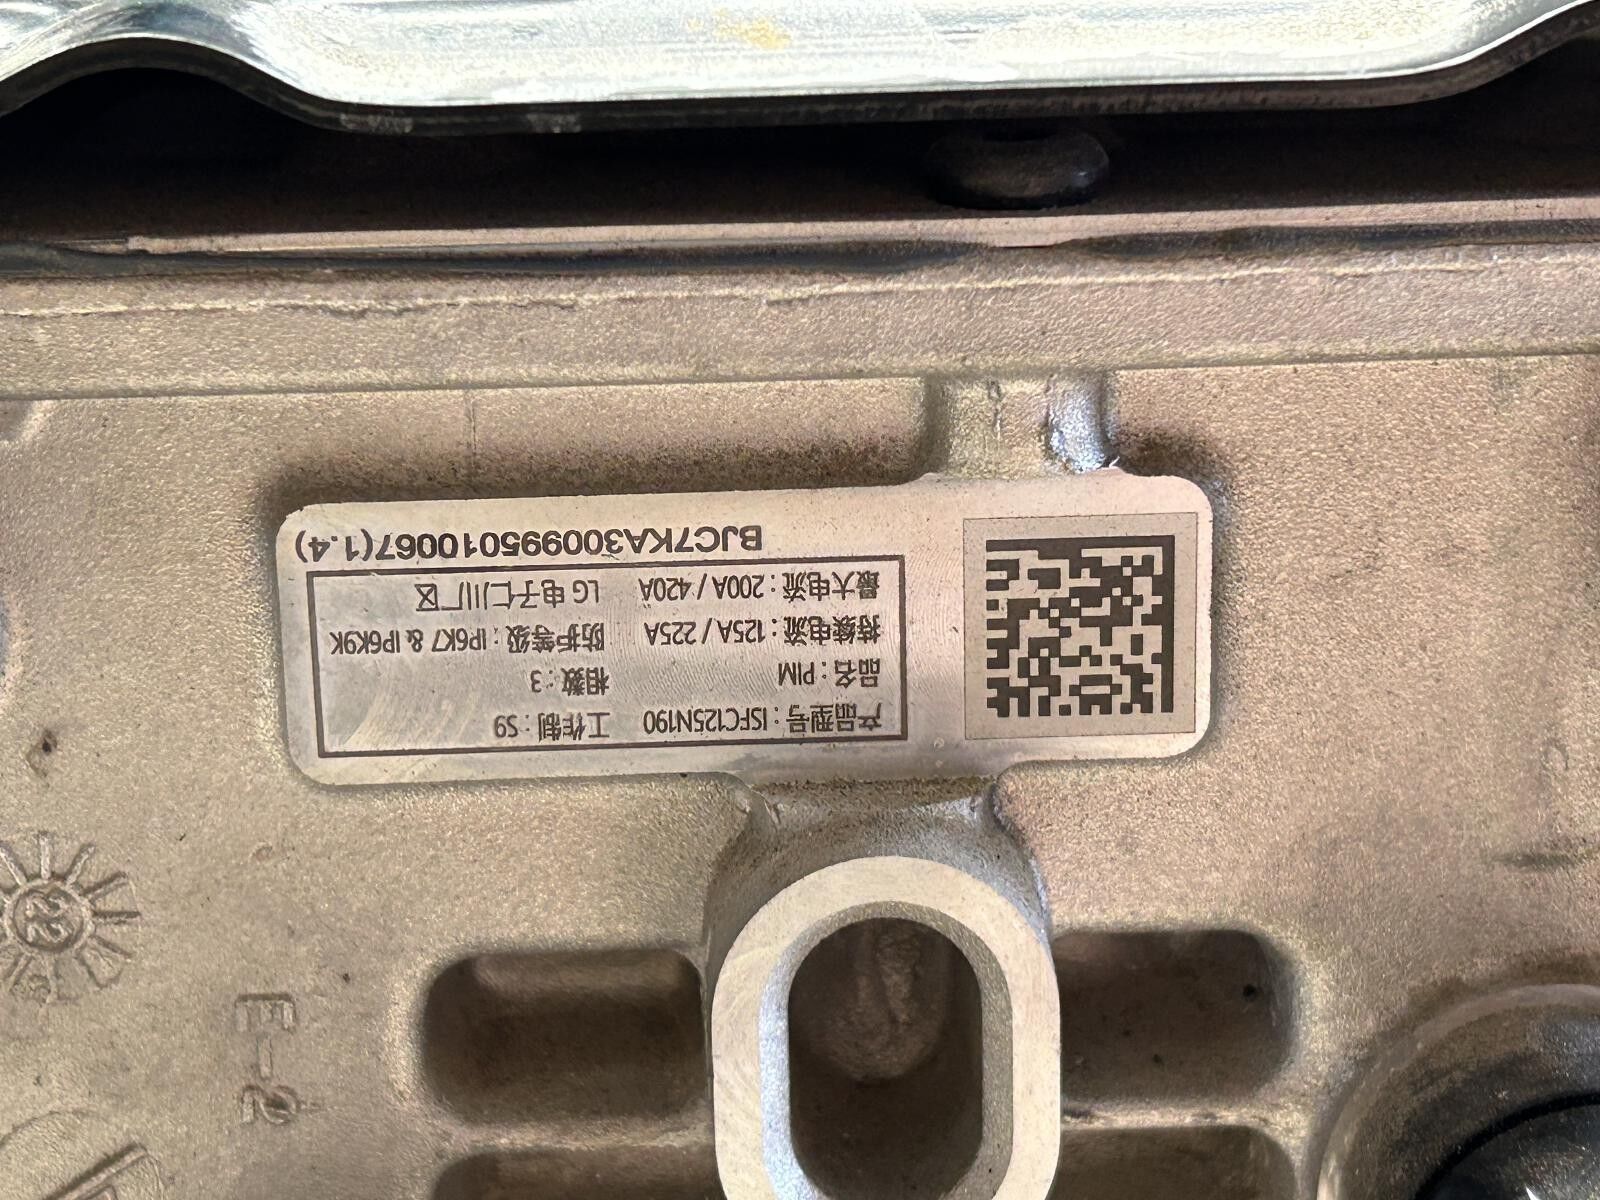 产品型号 : ISFC125N190 工作制 : S9
品名 : PIM 相数 : 3
持续电流 : 125A / 225A 防护等级 : IP6K7 & IP6K9K
最大电流 : 200A / 420A LG 电子仁川厂区
BJC7KA300995010067(1.4)
22
E-2